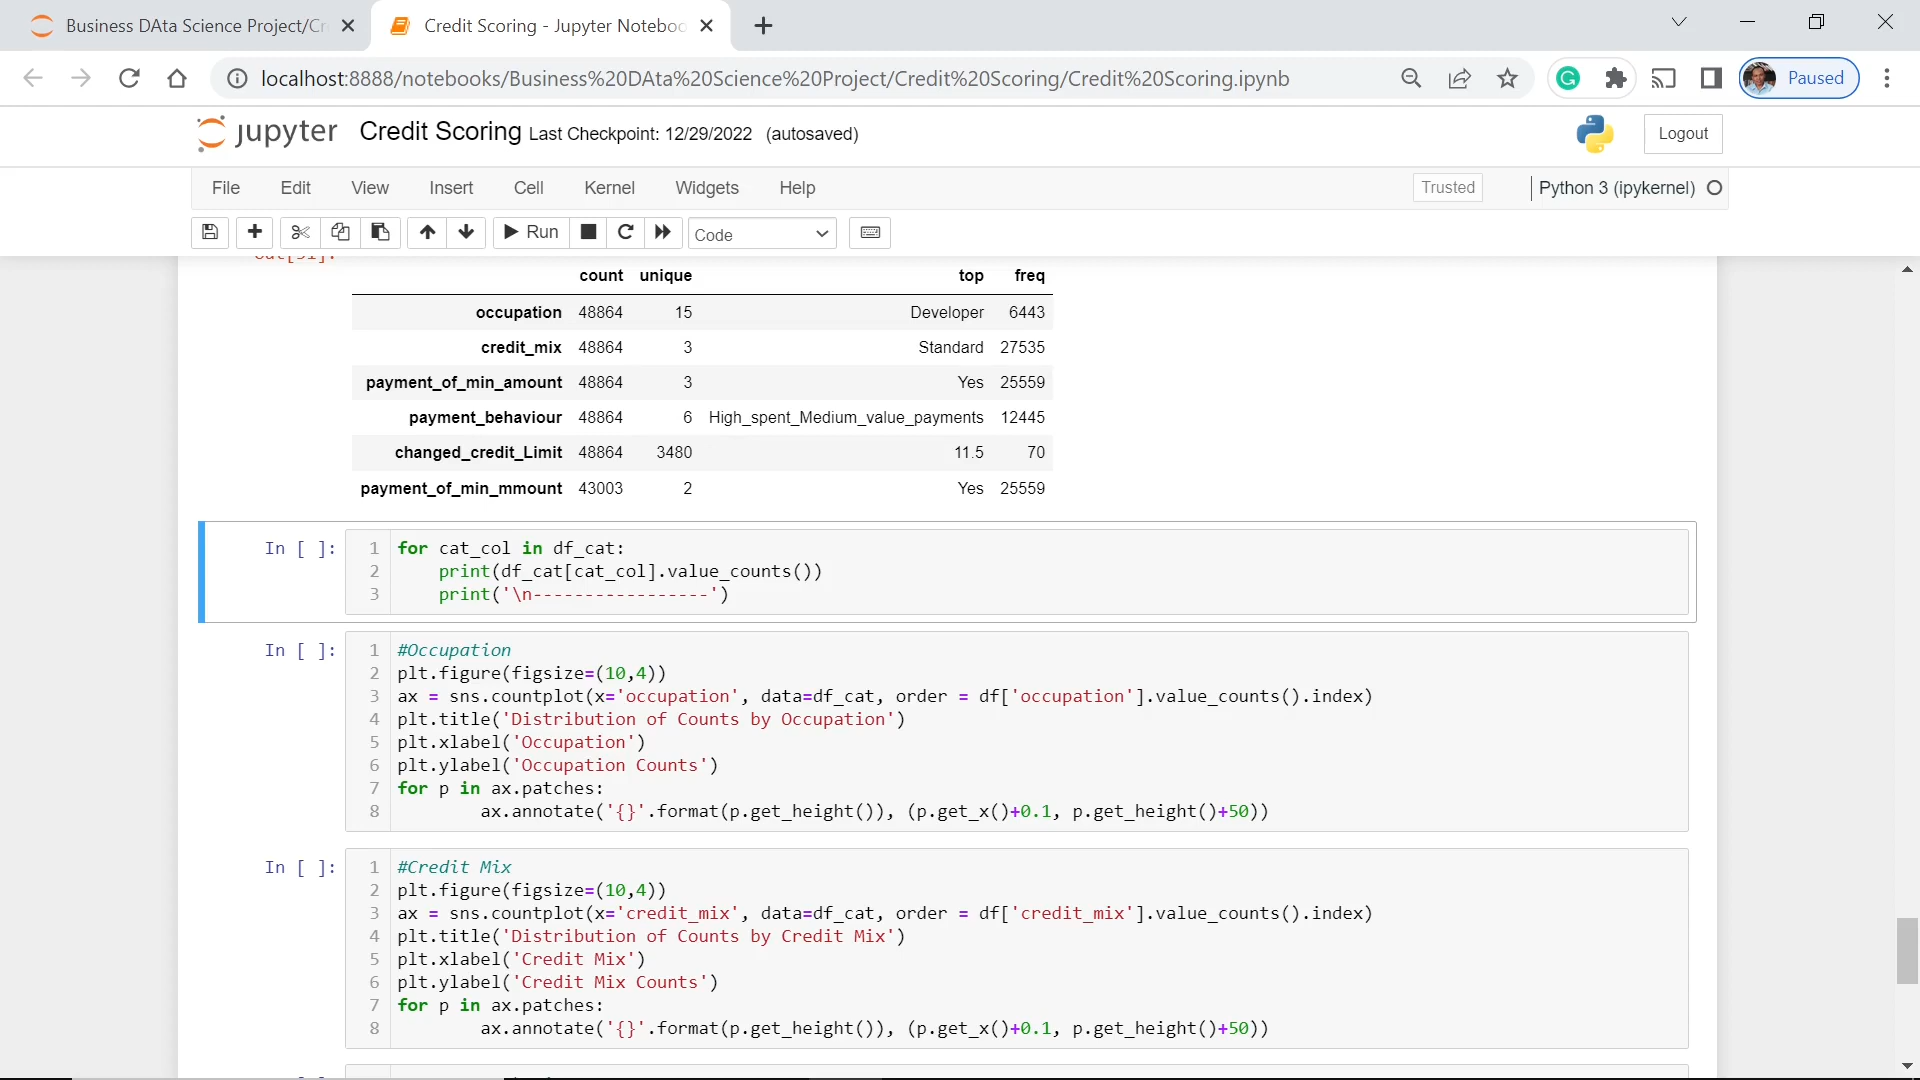 Business DAta Science Project/Cr
Credit Scoring - Jupyter Noteboo
localhost:8888/notebooks/Business%20DAta%20Science%20Project/Credit%20Scoring/Credit%20Scoring.ipynb
Paused
jupyter Credit Scoring Last Checkpoint: 12/29/2022 (autosaved)
Logout
File Edit View Insert Cell Kernel Widgets Help
Trusted Python 3 (ipykernel)
Run Code
count unique top freq
occupation 48864 15 Developer 6443
credit_mix 48864 3 Standard 27535
payment_of_min_amount 48864 3 Yes 25559
payment_behaviour 48864 6 High_spent_Medium_value_payments 12445
changed_credit_Limit 48864 3480 11.5 70
payment_of_min_mmount 43003 2 Yes 25559
In [ ]: 1 for cat_col in df_cat:
2 print(df_cat[cat_col].value_counts())
3 print('\n-----------------')
In [ ]: 1 #Occupation
2 plt.figure(figsize=(10,4))
3 ax = sns.countplot(x='occupation', data=df_cat, order = df['occupation'].value_counts().index)
4 plt.title('Distribution of Counts by Occupation')
5 plt.xlabel('Occupation')
6 plt.ylabel('Occupation Counts')
7 for p in ax.patches:
8 ax.annotate('{}'.format(p.get_height()), (p.get_x()+0.1, p.get_height()+50))
In [ ]: 1 #Credit Mix
2 plt.figure(figsize=(10,4))
3 ax = sns.countplot(x='credit_mix', data=df_cat, order = df['credit_mix'].value_counts().index)
4 plt.title('Distribution of Counts by Credit Mix')
5 plt.xlabel('Credit Mix')
6 plt.ylabel('Credit Mix Counts')
7 for p in ax.patches:
8 ax.annotate('{}'.format(p.get_height()), (p.get_x()+0.1, p.get_height()+50))